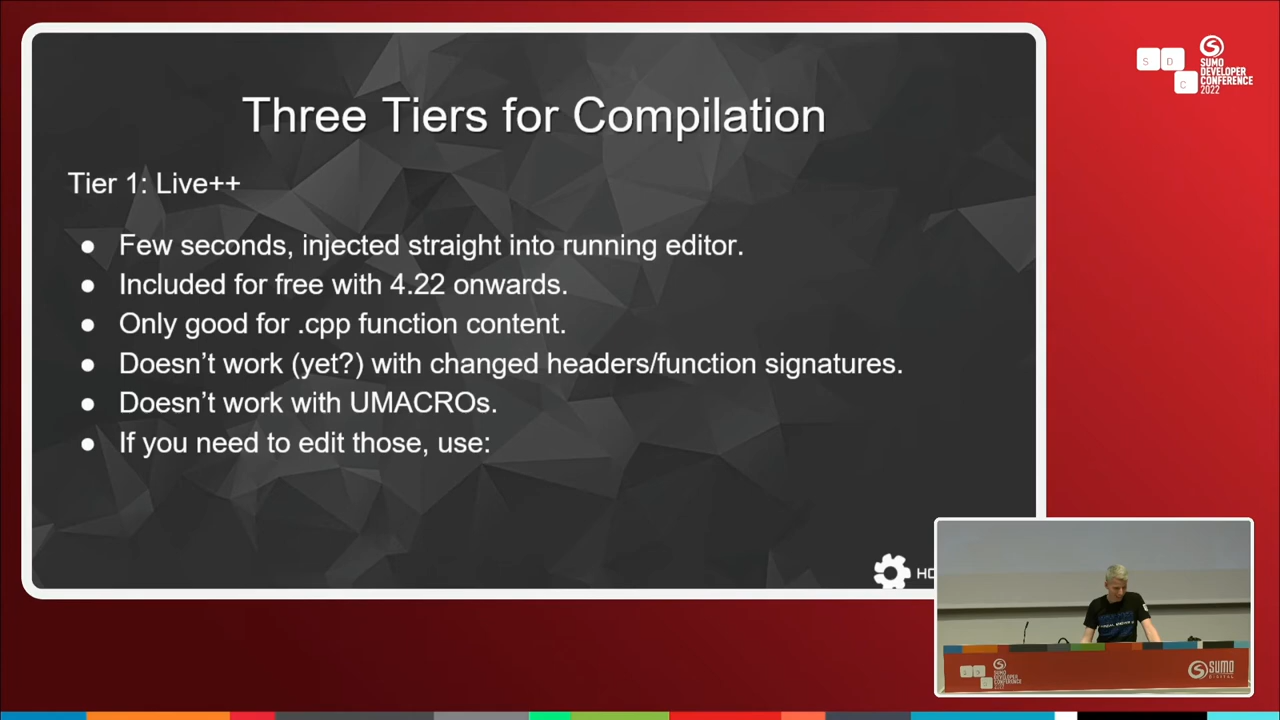 Three Tiers for Compilation
Tier 1: Live++
● Few seconds, injected straight into running editor.
● Included for free with 4.22 onwards.
● Only good for .cpp function content.
● Doesn’t work (yet?) with changed headers/function signatures.
● Doesn’t work with UMACROs.
● If you need to edit those, use:
S D
C
SUMO
DEVELOPER
CONFERENCE
2022
SUMO
DIGITAL